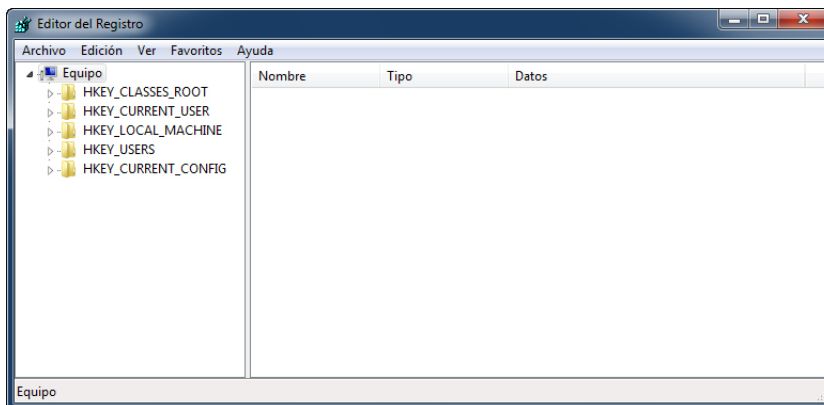 Editor del Registro
Archivo Edición Ver Favoritos Ayuda
Equipo
HKEY_CLASSES_ROOT
HKEY_CURRENT_USER
HKEY_LOCAL_MACHINE
HKEY_USERS
HKEY_CURRENT_CONFIG
Nombre Tipo Datos
Equipo